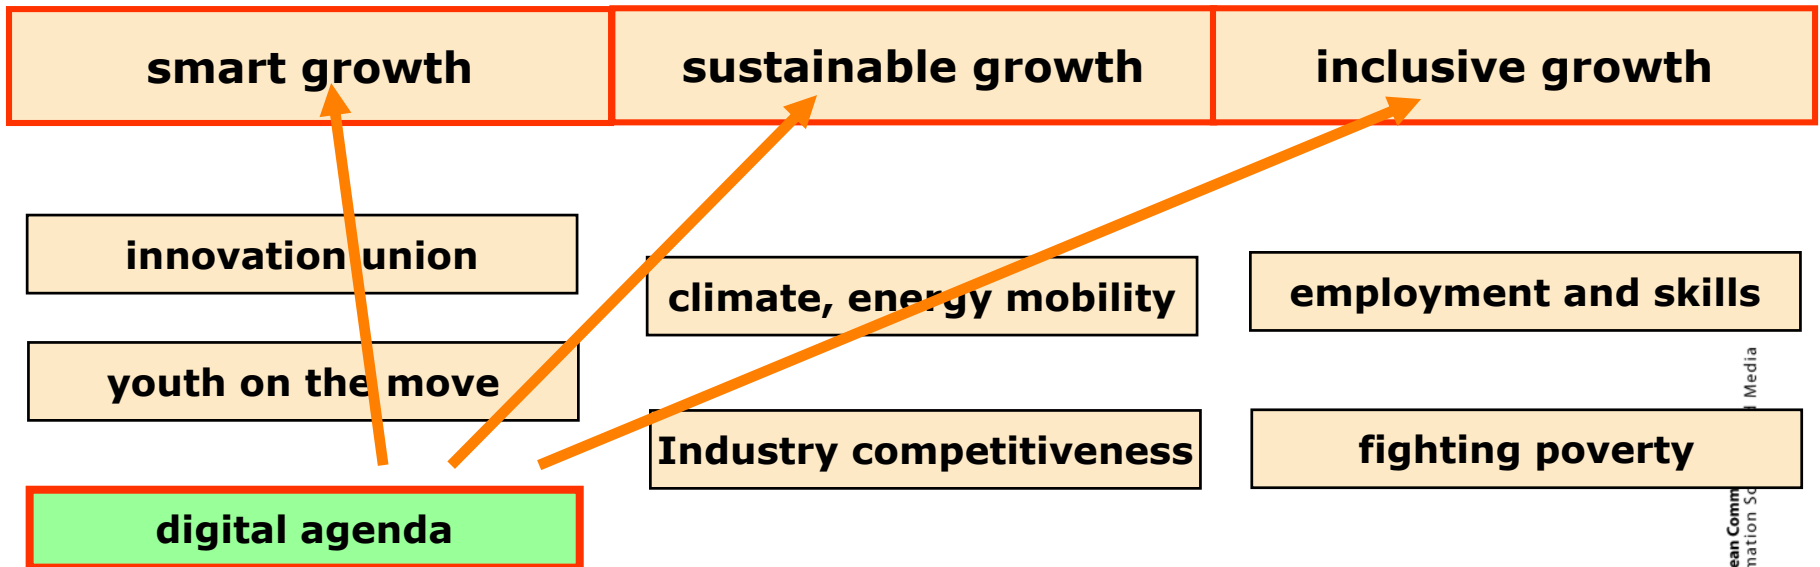 smart growth
sustainable growth
inclusive growth
innovation union
youth on the move
digital agenda
climate, energy mobility
Industry competitiveness
employment and skills
fighting poverty
Media